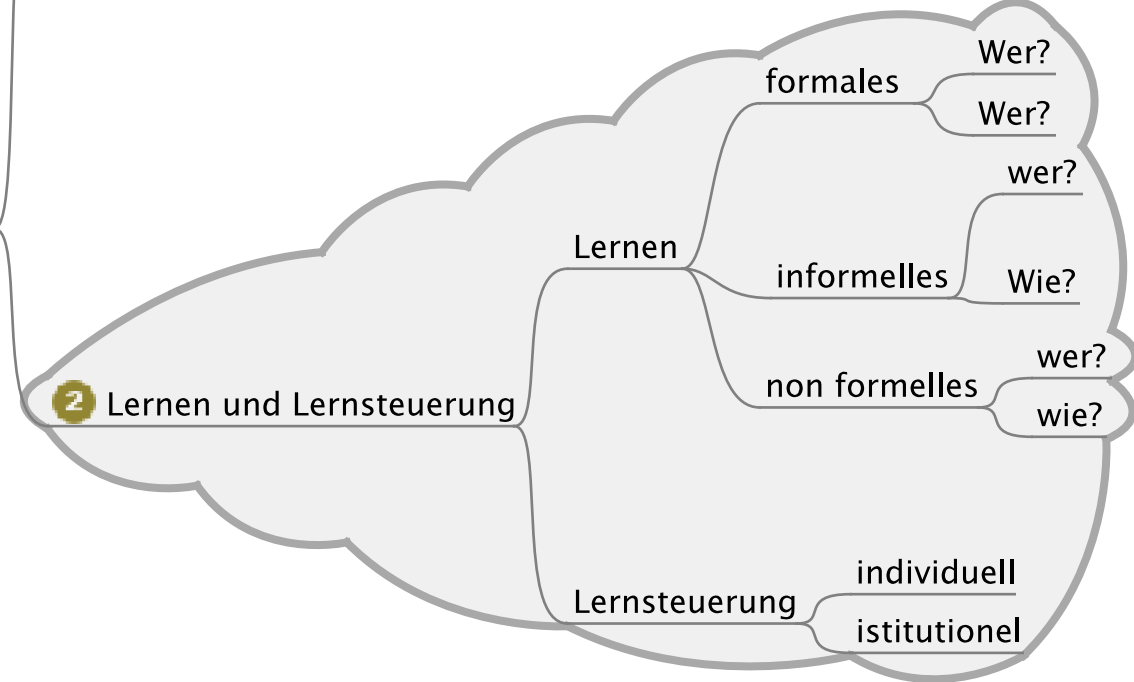 Wer?
formales
Wer?
wer?
Lernen
informelles
Wie?
wer?
non formelles
wie?
2 Lernen und Lernsteuerung
individuell
Lernsteuerung
istitutionel